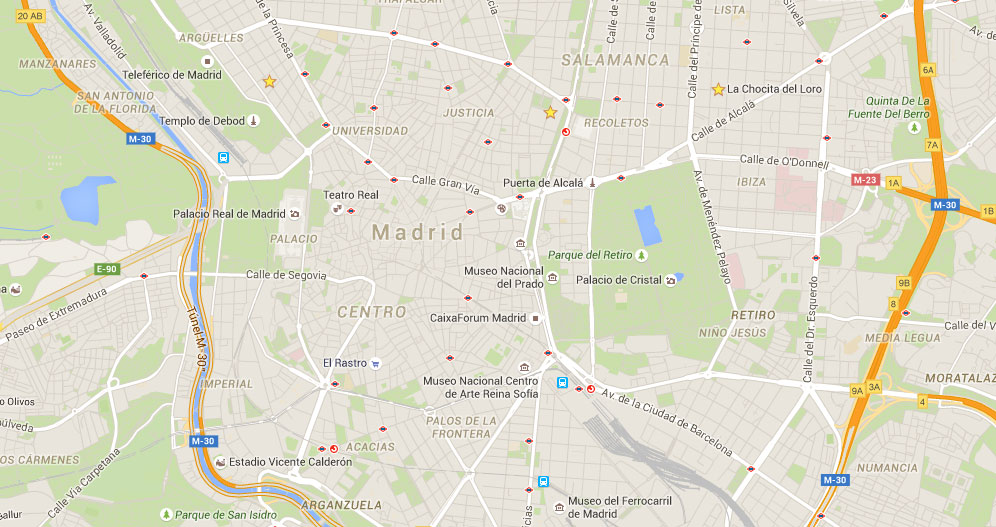 20 AB
Av. Valladolid
TRAFALGAR
Calle de la Princesa
ARGÜELLES
MANZANARES
Teleférico de Madrid
SAN ANTONIO
DE LA FLORIDA
Templo de Debod
M-30
UNIVERSIDAD
JUSTICIA
SALAMANCA
RECOLETOS
Calle de
Calle del Príncipe de
LISTA
Silvela
Av. de
6A
La Chocita del Loro
Quinta De La
Fuente Del Berro
Calle de Alcalá
7A
Calle de O'Donnell
M-23
1A
M-30
1B
IBIZA
Puerta de Alcalá
Calle Gran Vía
Teatro Real
Palacio Real de Madrid
PALACIO
Madrid
Av. de Menéndez Pelayo
Parque del Retiro
Museo Nacional
del Prado
Palacio de Cristal
E-90
Calle de Segovia
Paseo de Extremadura
Túnel M-30
CENTRO
CaixaForum Madrid
9B
8
RETIRO
NIÑO JESÚS
Calle del Dr. Esquerdo
Calle del V
MEDIA LEGUA
El Rastro
IMPERIAL
Museo Nacional Centro
de Arte Reina Sofía
9A
3A
4
MORATALAZ
Olivos
Av. de la Ciudad de Barcelona
PALOS DE LA
FRONTERA
M-30
ACACIAS
Estadio Vicente Calderón
OS CÁRMENES
Calle Vía Carpetana
M-30
NUMANCIA
ARGANZUELA
Museo del Ferrocarril
de Madrid
Parque de San Isidro